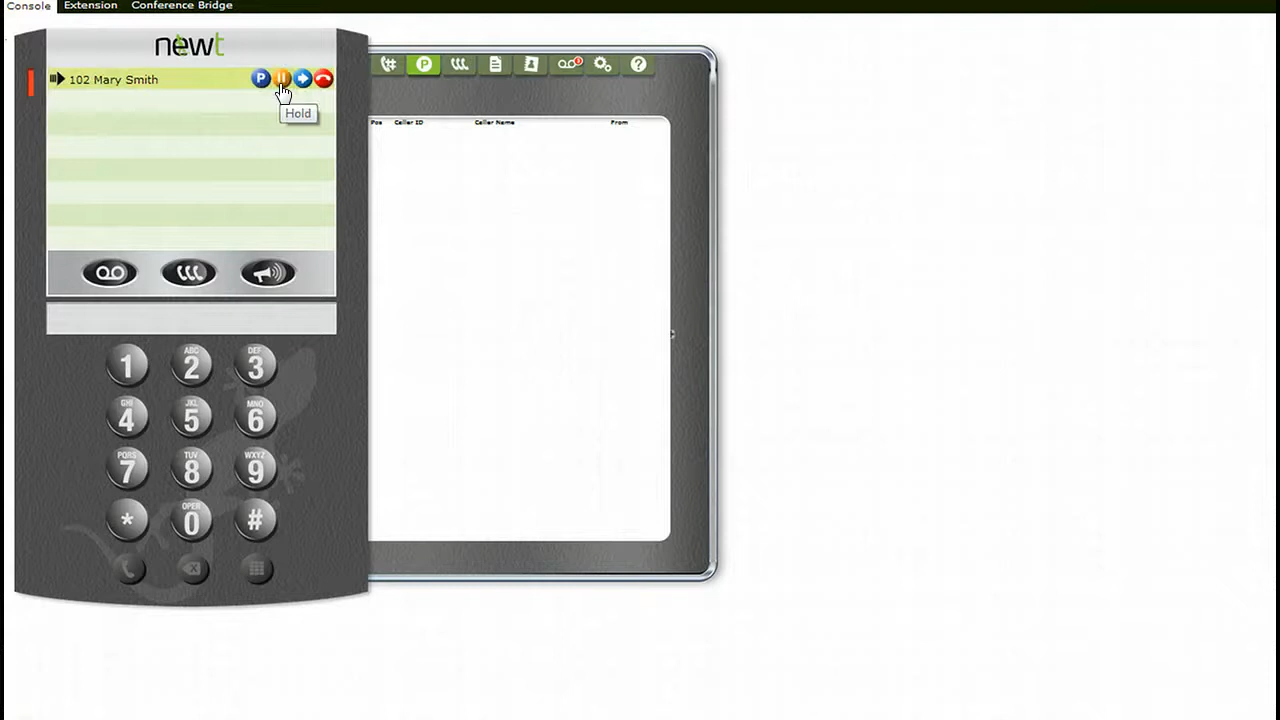 Console Extension Conference Bridge
newt
102 Mary Smith P
Hold
P 1 ?
Pos Caller ID Caller Name From
1 ABC 2 DEF 3
GHI 4 JKL 5 MNO 6
PQRS 7 TUV 8 WXYZ 9
* OPER 0 #